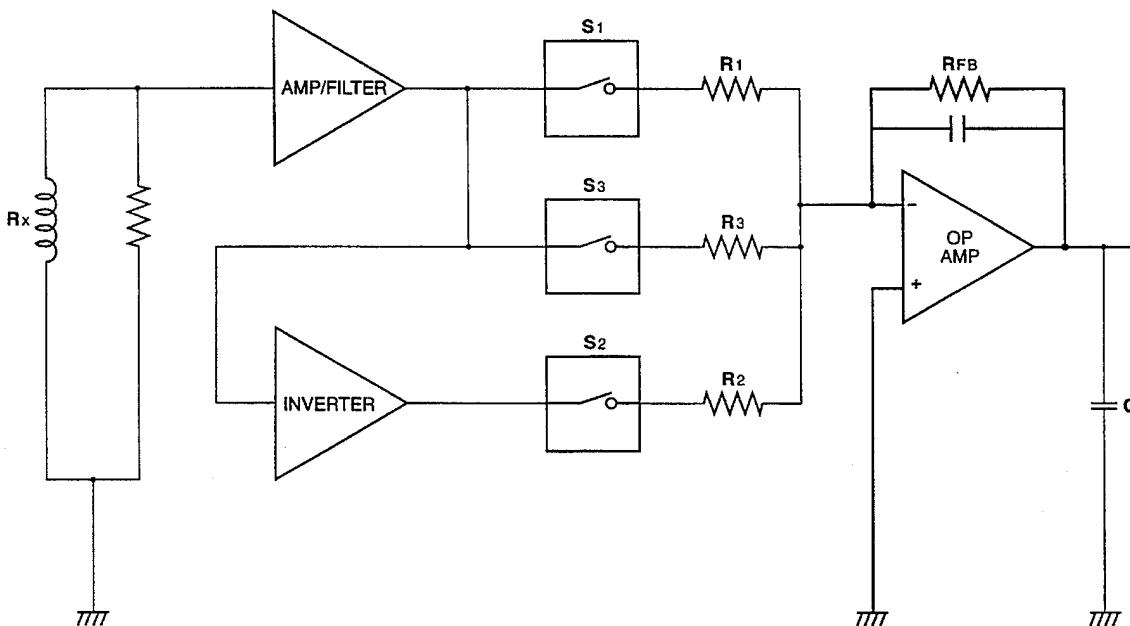 S1
R1
RFB
AMP/FILTER
S3
RX
R3
−
OP
AMP
+
S2
R2
INVERTER